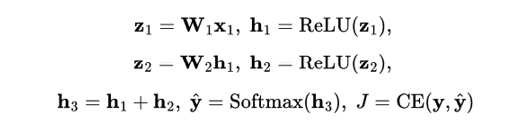 z₁ = W₁x₁, h₁ = ReLU(z₁),
z₂ − W₂h₁, h₂ − ReLU(z₂),
h₃ = h₁ + h₂, ŷ = Softmax(h₃), J = CE(y, ŷ)